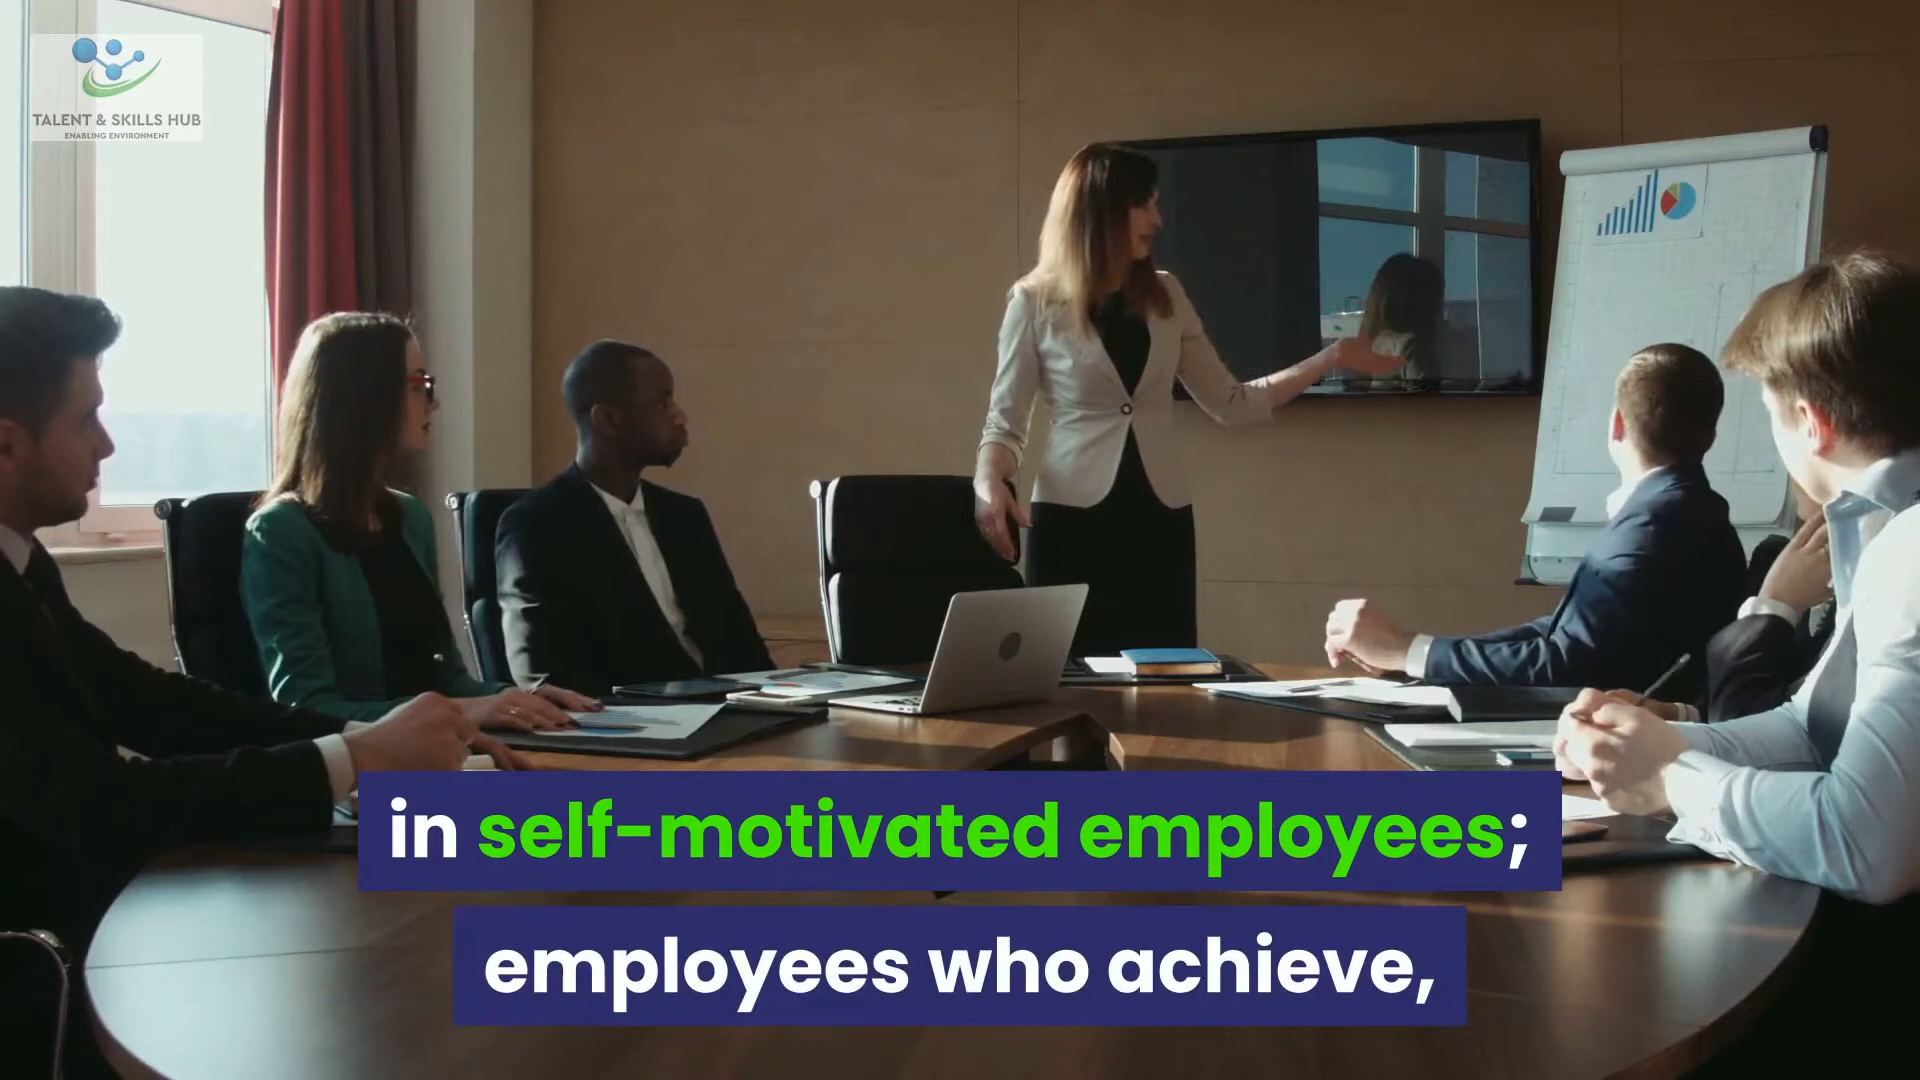 TALENT & SKILLS HUB
ENABLING ENVIRONMENT
in self-motivated employees;
employees who achieve,